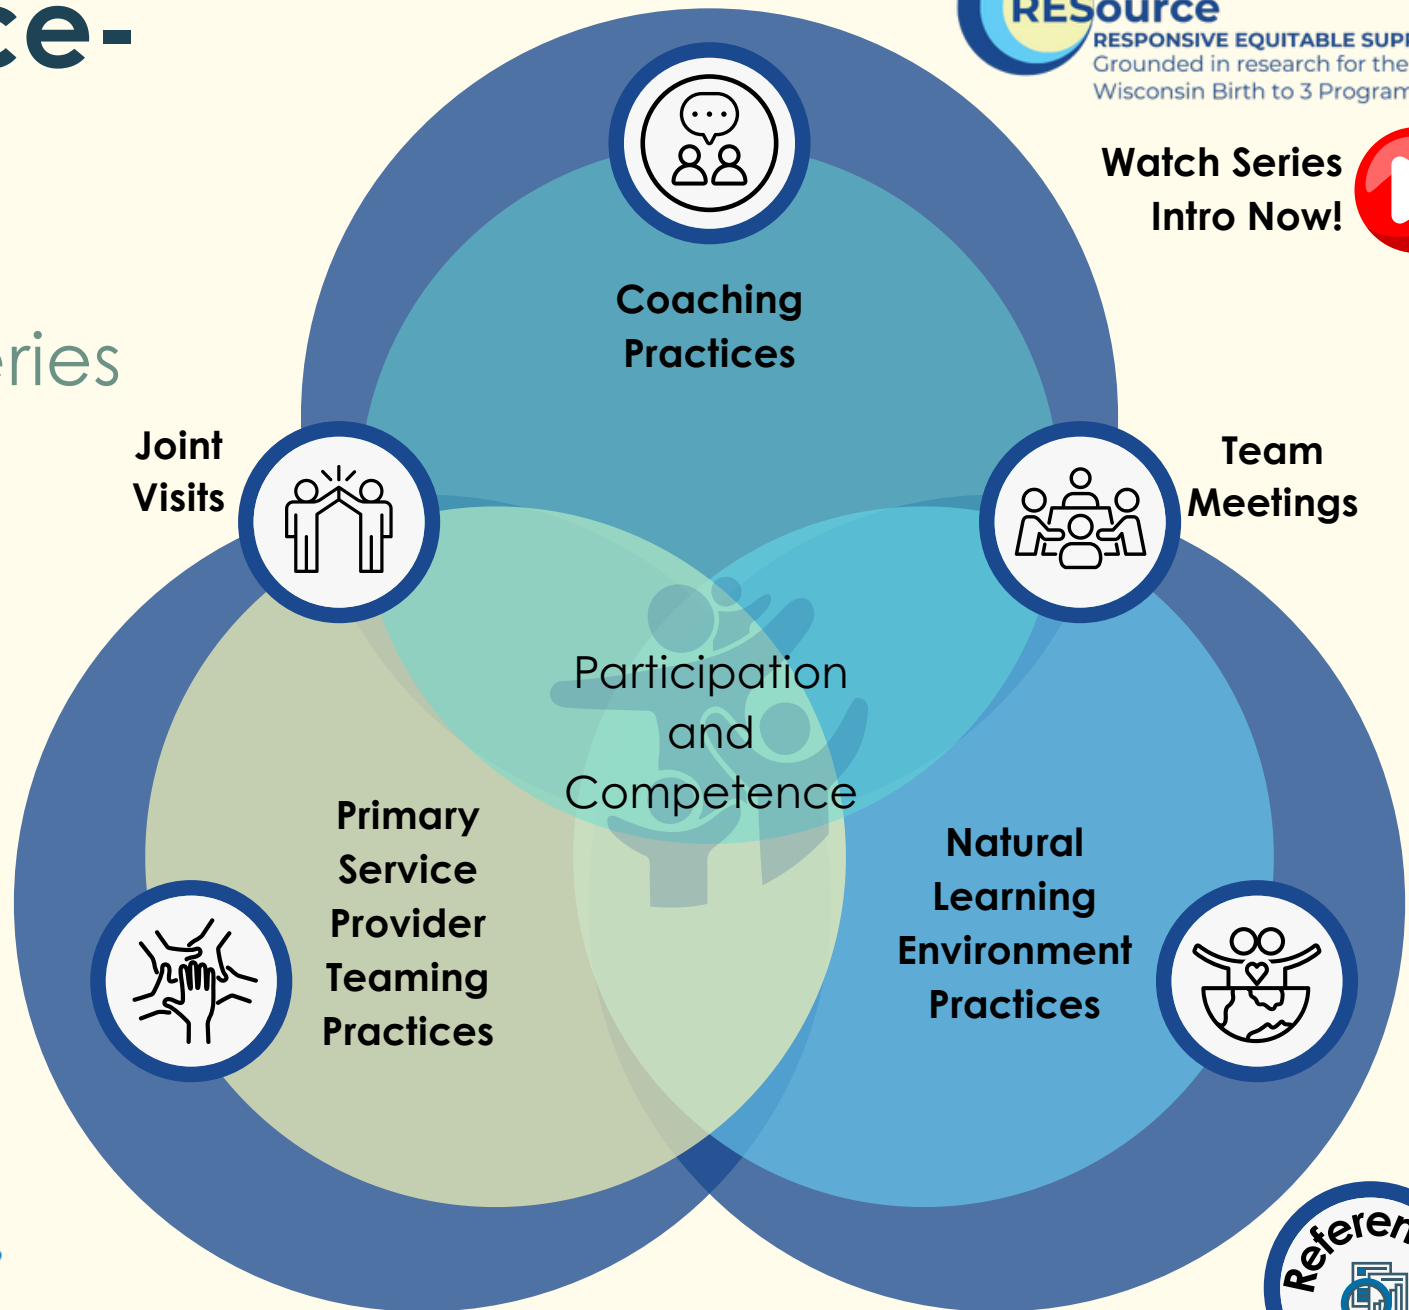 ce-
RESource
RESPONSIVE EQUITABLE SUP
Grounded in research for the
Wisconsin Birth to 3 Program
Watch Series
Intro Now!
eries
Coaching
Practices
Joint
Visits
Team
Meetings
Participation
and
Competence
Primary
Service
Provider
Teaming
Practices
Natural
Learning
Environment
Practices
Referen